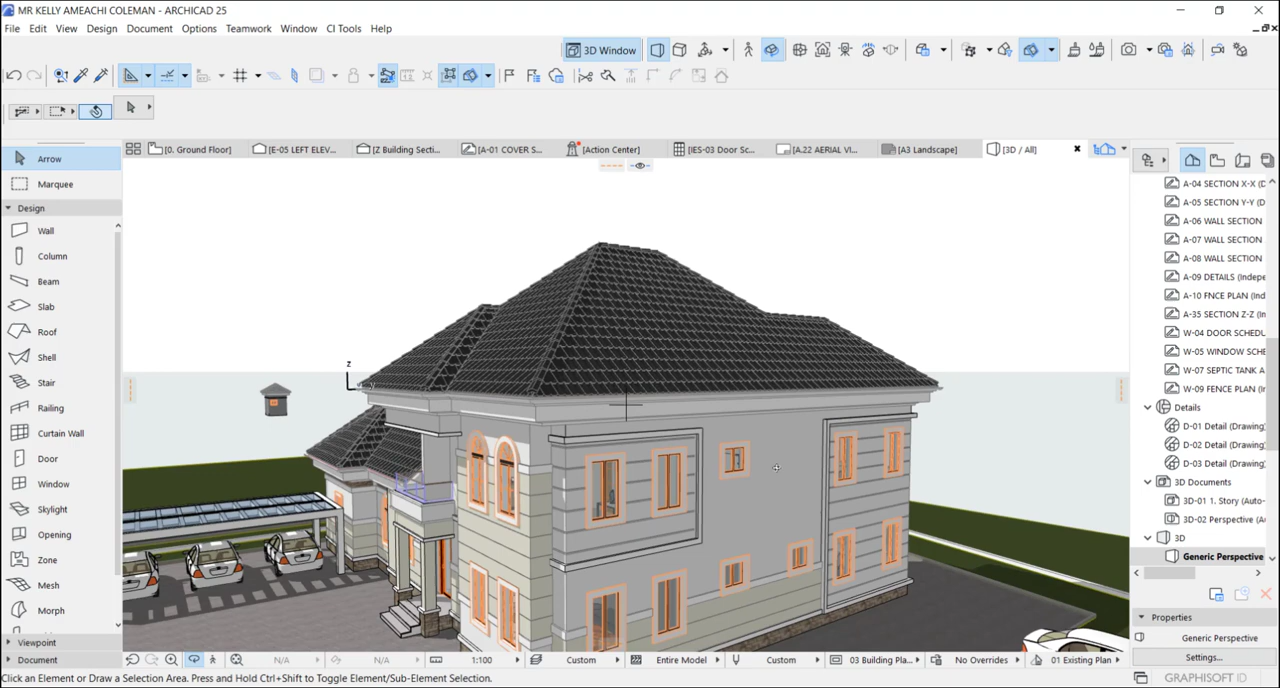 MR KELLY AMEACHI COLEMAN - ARCHICAD 25
File Edit View Design Document Options Teamwork Window CI Tools Help
3D Window
[0. Ground Floor] [E-05 LEFT ELEV... [Z Building Secti... [A-01 COVER S... [Action Center] [IES-03 Door Sc... [A.22 AERIAL VI... [A3 Landscape] [3D / All]
Arrow
Marquee
Design
Wall
Column
Beam
Slab
Roof
Shell
Stair
Railing
Curtain Wall
Door
Window
Skylight
Opening
Zone
Mesh
Morph
Viewpoint
Document
z
A-04 SECTION X-X (D
A-05 SECTION Y-Y (D
A-06 WALL SECTION
A-07 WALL SECTION
A-08 WALL SECTION
A-09 DETAILS (Indepe
A-10 FNCE PLAN (Ind
A-35 SECTION Z-Z (D
W-04 DOOR SCHEDU
W-05 WINDOW SCHE
W-07 SEPTIC TANK A
W-09 FENCE PLAN (I
Details
D-01 Detail (Drawing)
D-02 Detail (Drawing)
D-03 Detail (Drawing)
3D Documents
3D-01 1. Story (Auto-
3D-02 Perspective (Au
3D
Generic Perspective
Properties
Generic Perspective
Settings...
N/A N/A 1:100 Custom Entire Model Custom 03 Building Pla... No Overrides 01 Existing Plan
Click an Element or Draw a Selection Area. Press and Hold Ctrl+Shift to Toggle Element/Sub-Element Selection.
GRAPHISOFT ID